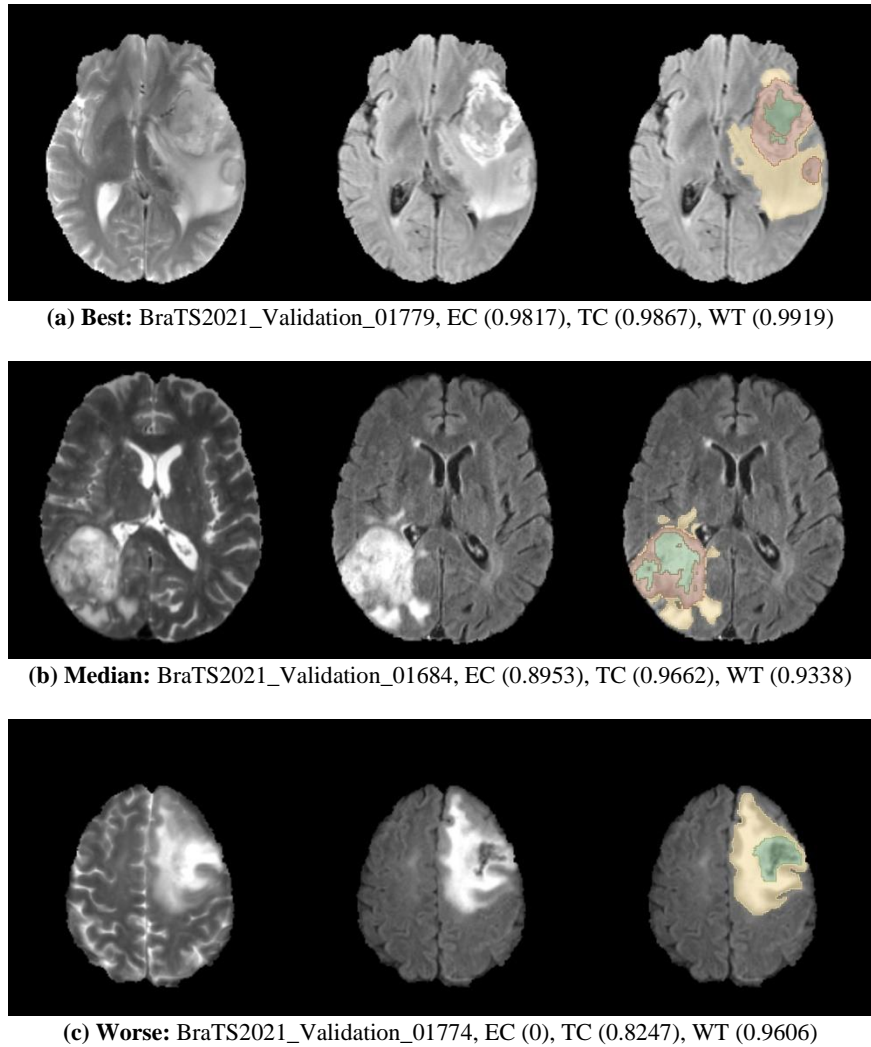 (a) Best: BraTS2021_Validation_01779, EC (0.9817), TC (0.9867), WT (0.9919)
(b) Median: BraTS2021_Validation_01684, EC (0.8953), TC (0.9662), WT (0.9338)
(c) Worse: BraTS2021_Validation_01774, EC (0), TC (0.8247), WT (0.9606)